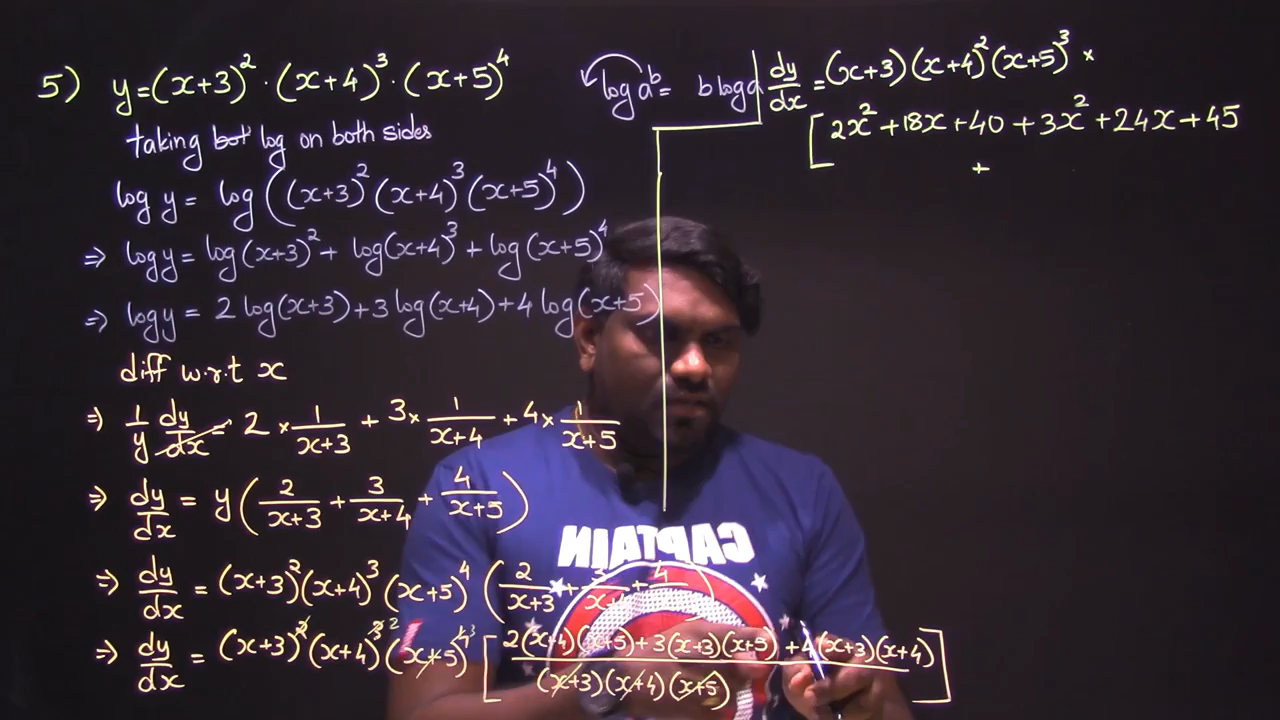 5) y=(x+3)²·(x+4)³·(x+5)⁴
taking log on both sides
log y = log((x+3)²(x+4)³(x+5)⁴)
⇒ log y = log(x+3)² + log(x+4)³ + log(x+5)⁴
⇒ log y = 2 log(x+3)+3 log(x+4)+4 log(x+5)
diff w.r.t x
⇒ 1/y dy/dx = 2 × 1/(x+3) + 3 × 1/(x+4) + 4 × 1/(x+5)
⇒ dy/dx = y(2/(x+3) + 3/(x+4) + 4/(x+5))
⇒ dy/dx = (x+3)²(x+4)³(x+5)⁴ (2/(x+3) + 3/(x+4) + 4/
⇒ dy/dx = (x+3)²(x+4)³ ²(x+5)⁴ ³ [(2(x+4)(x+5)+3(x+3)(x+5)+4(x+3)(x+4))/((x+3)(x+4)(x+5))]
log aᵇ = b log a
dy/dx = (x+3)(x+4)²(x+5)³ ×
[2x²+18x+40+3x²+24x+45
+
CAPTAIN